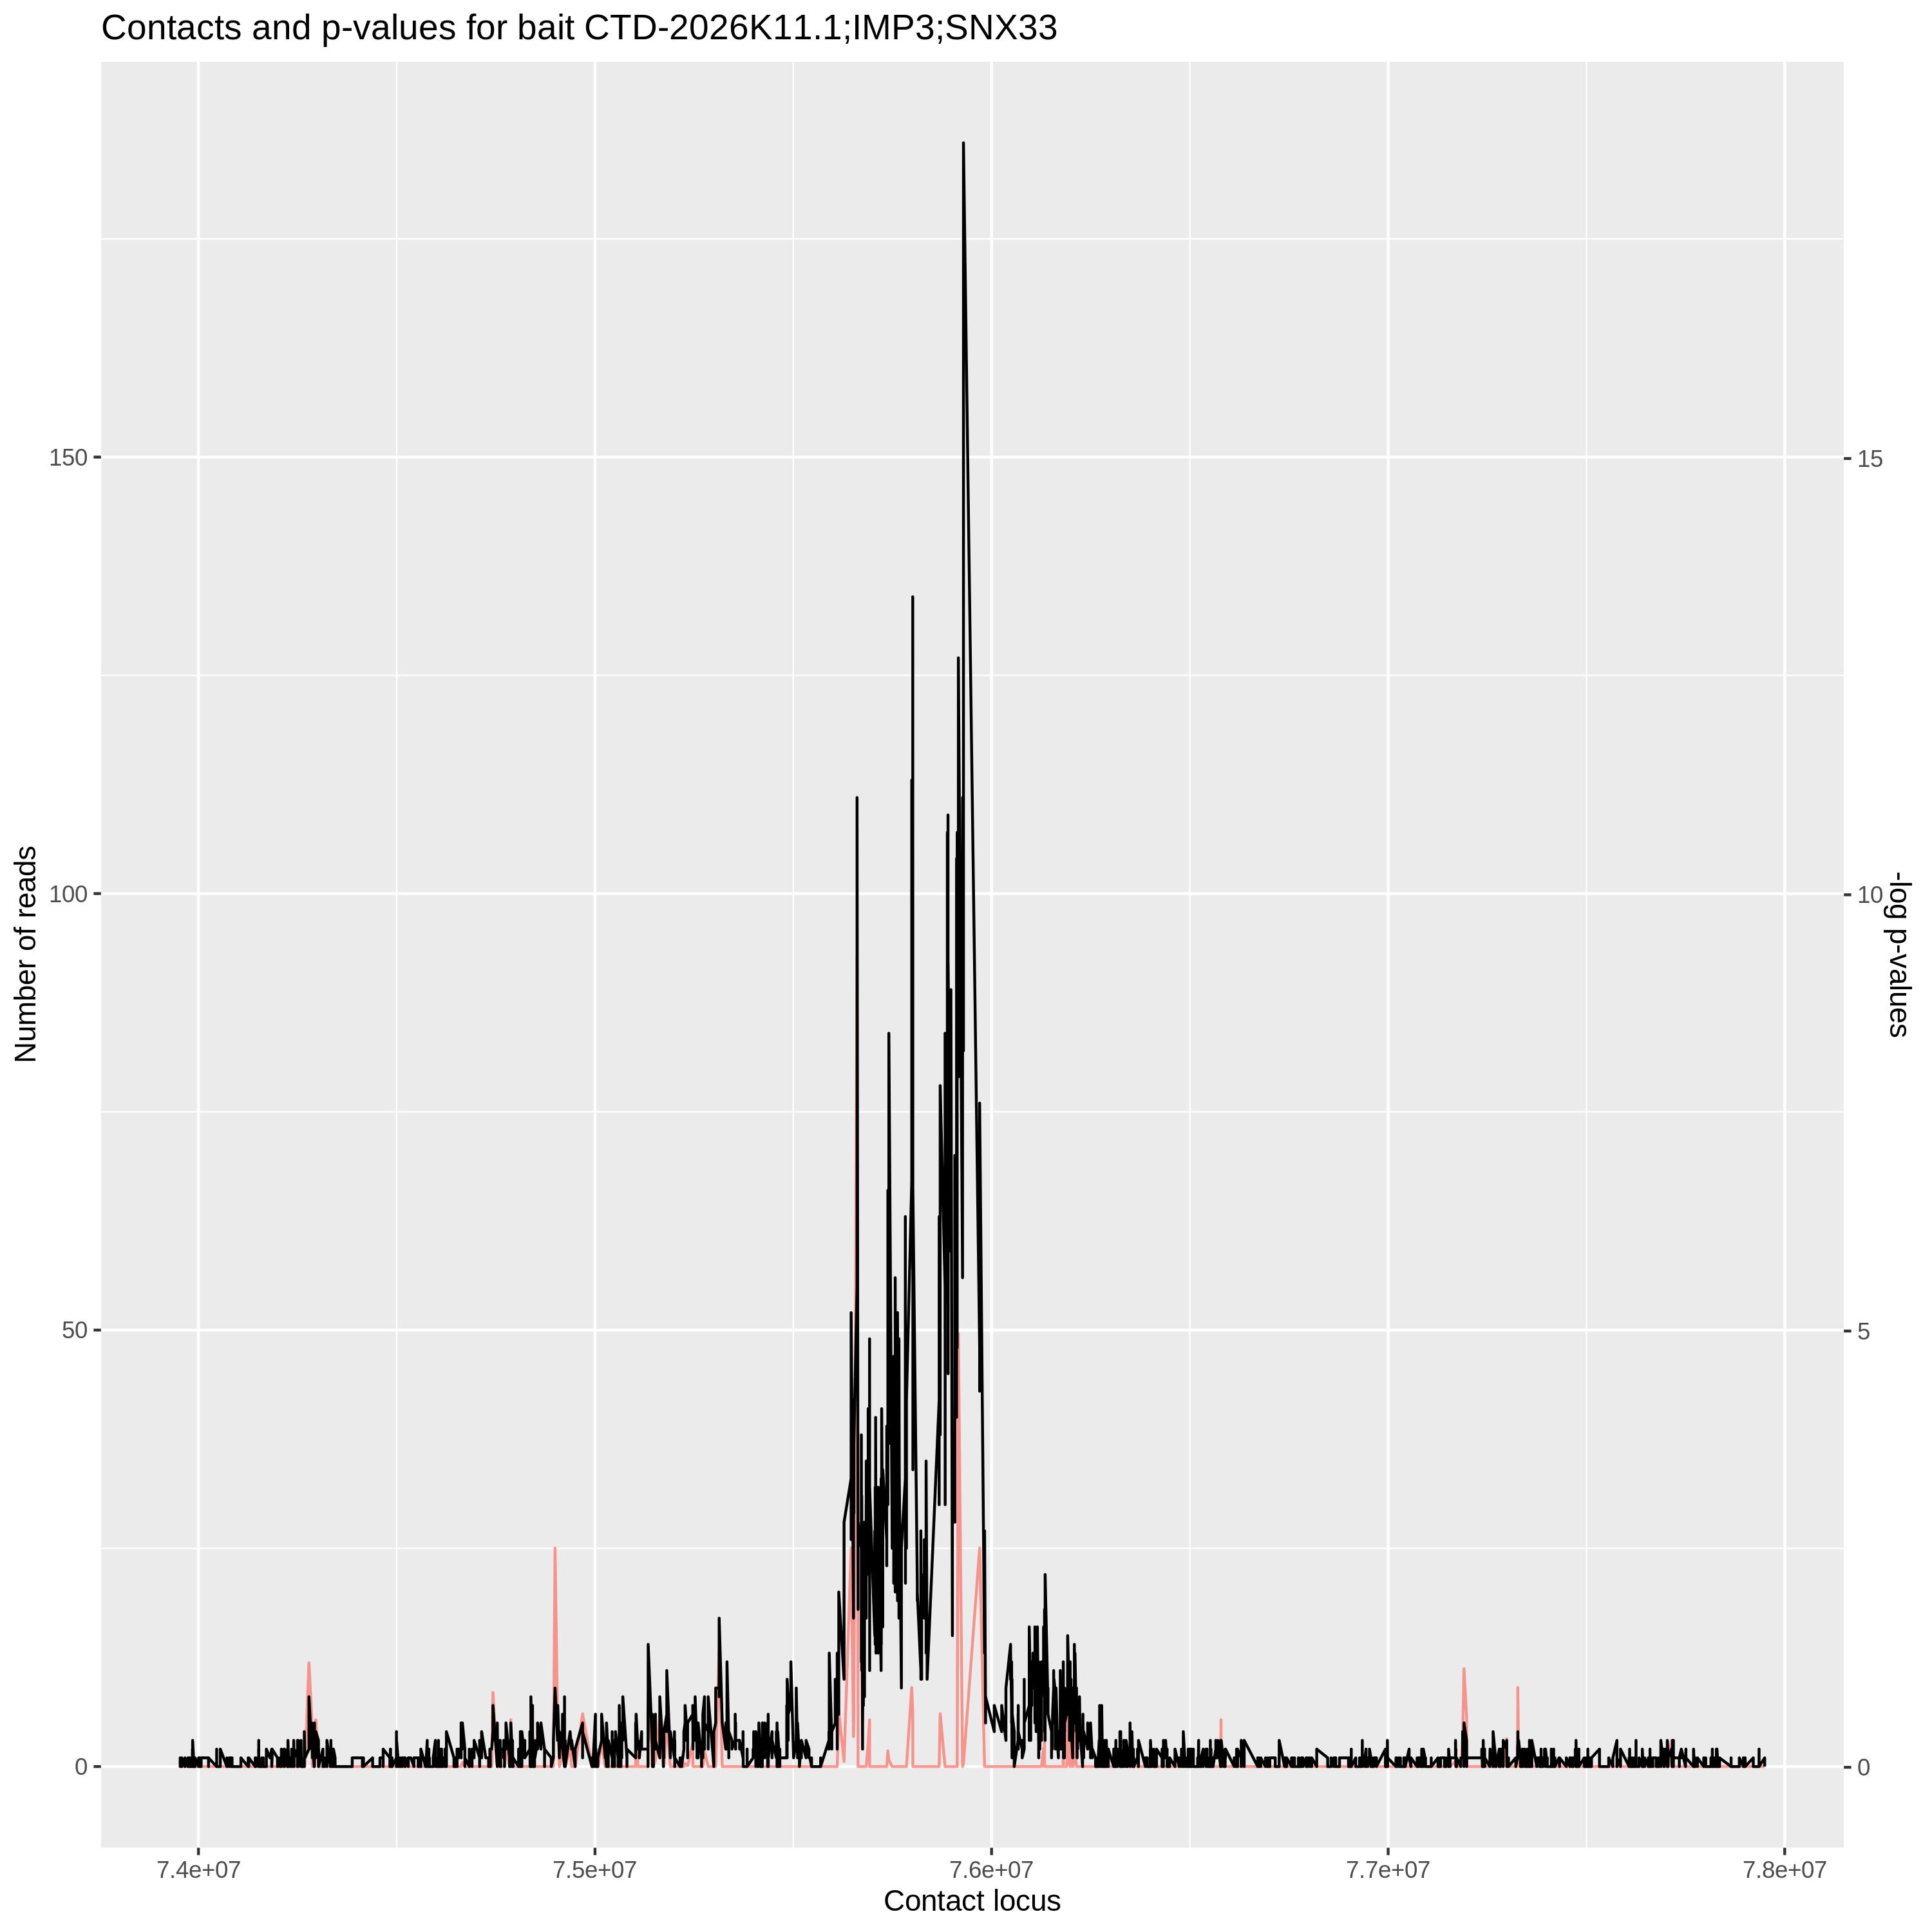 Contacts and p-values for bait CTD-2026K11.1;IMP3;SNX33
150
100
50
0
Number of reads
15
10
5
0
-log p-values
7.4e+07 7.5e+07 7.6e+07 7.7e+07 7.8e+07
Contact locus